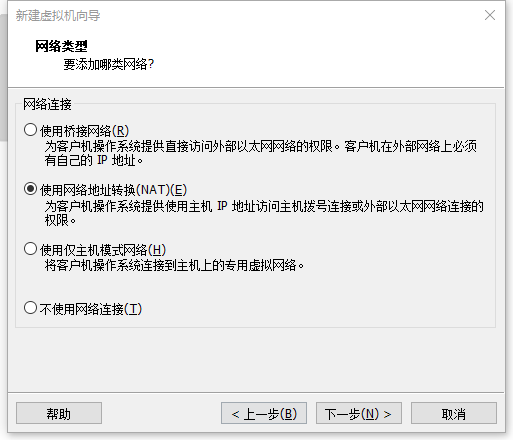 新建虚拟机向导
网络类型
要添加哪类网络?
网络连接
使用桥接网络(R)
为客户机操作系统提供直接访问外部以太网网络的权限。客户机在外部网络上必须
有自己的 IP 地址。
使用网络地址转换(NAT)(E)
为客户机操作系统提供使用主机 IP 地址访问主机拨号连接或外部以太网网络连接的
权限。
使用仅主机模式网络(H)
将客户机操作系统连接到主机上的专用虚拟网络。
不使用网络连接(T)
帮助
< 上一步(B)
下一步(N) >
取消